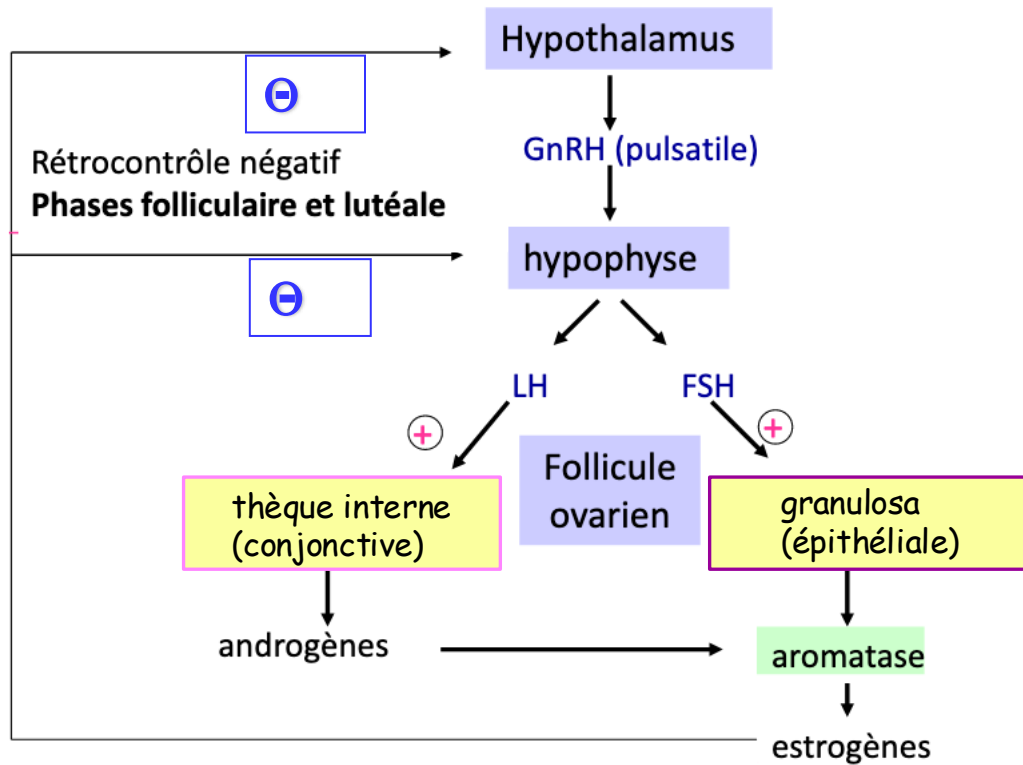 Hypothalamus
Θ
GnRH (pulsatile)
Rétrocontrôle négatif
Phases folliculaire et lutéale
-
hypophyse
Θ
LH
FSH
+
+
Follicule
ovarien
thèque interne
(conjonctive)
granulosa
(épithéliale)
androgènes
aromatase
estrogènes